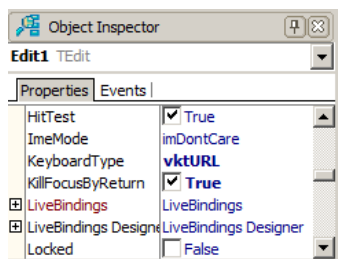 Object Inspector
Edit1 TEdit
Properties Events
HitTest True
ImeMode imDontCare
KeyboardType vktURL
KillFocusByReturn True
LiveBindings LiveBindings
LiveBindings Designe LiveBindings Designer
Locked False